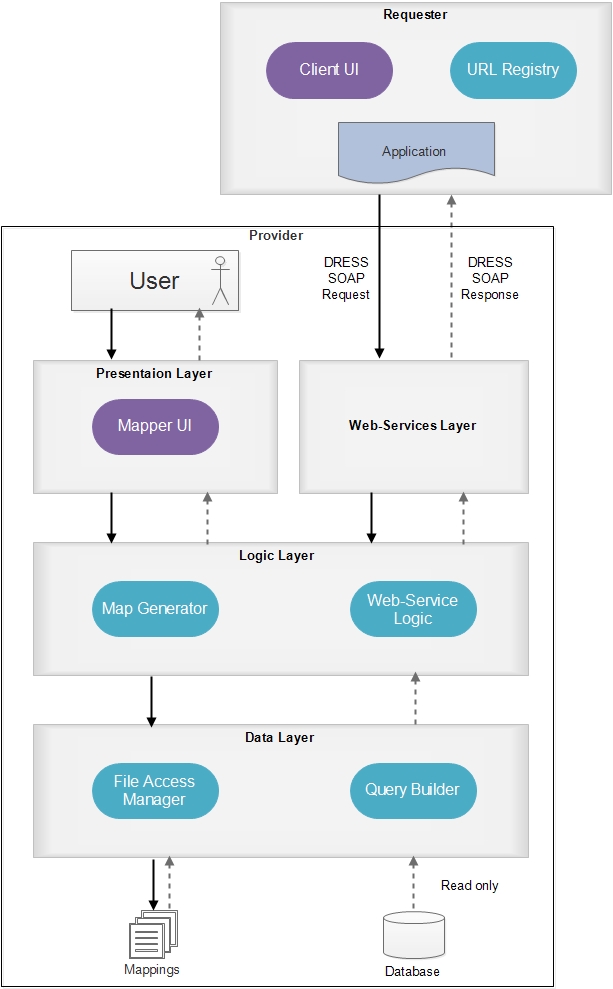 Requester
Client UI
URL Registry
Application
Provider
DRESS
SOAP
Request
DRESS
SOAP
Response
User
Presentaion Layer
Mapper UI
Web-Services Layer
Logic Layer
Map Generator
Web-Service
Logic
Data Layer
File Access
Manager
Query Builder
Read only
Mappings
Database